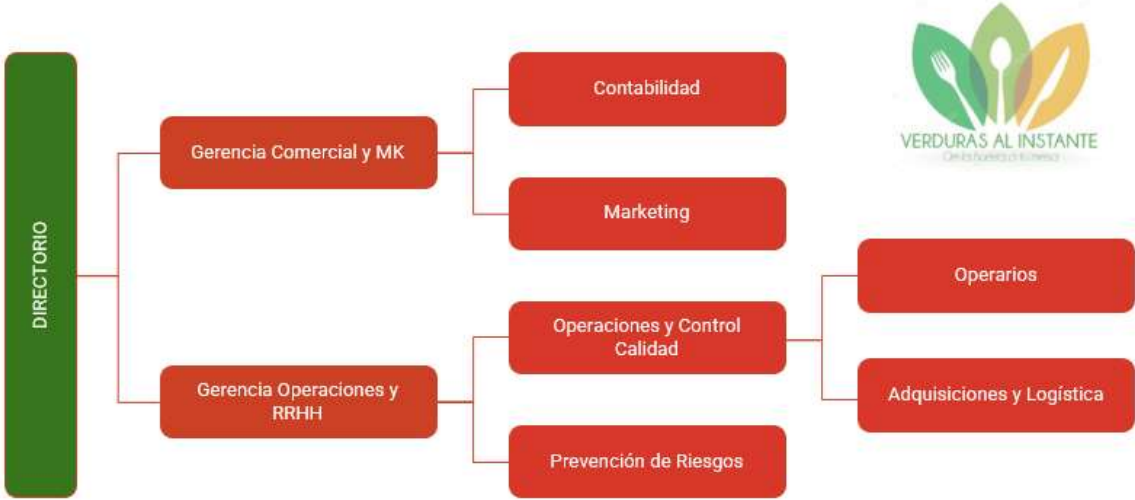 DIRECTORIO
Gerencia Comercial y MK
Contabilidad
Marketing
Gerencia Operaciones y
RRHH
Operaciones y Control
Calidad
Operarios
Adquisiciones y Logística
Prevención de Riesgos
VERDURAS AL INSTANTE